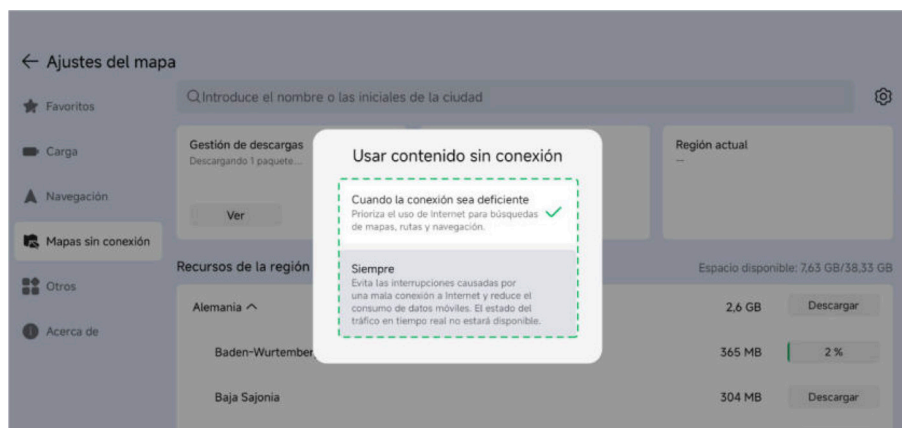 Ajustes del mapa
Introduce el nombre o las iniciales de la ciudad
Favoritos
Carga
Navegación
Mapas sin conexión
Otros
Acerca de
Gestión de descargas
Descargando 1 paquete...
Ver
Región actual
--
Usar contenido sin conexión
Cuando la conexión sea deficiente
Prioriza el uso de Internet para búsquedas
de mapas, rutas y navegación.
Siempre
Evita las interrupciones causadas por
una mala conexión a Internet y reduce el
consumo de datos móviles. El estado del
tráfico en tiempo real no estará disponible.
Recursos de la región
Espacio disponible: 7,63 GB/38,33 GB
Alemania
2,6 GB
Descargar
Baden-Wurtember
365 MB
2 %
Baja Sajonia
304 MB
Descargar